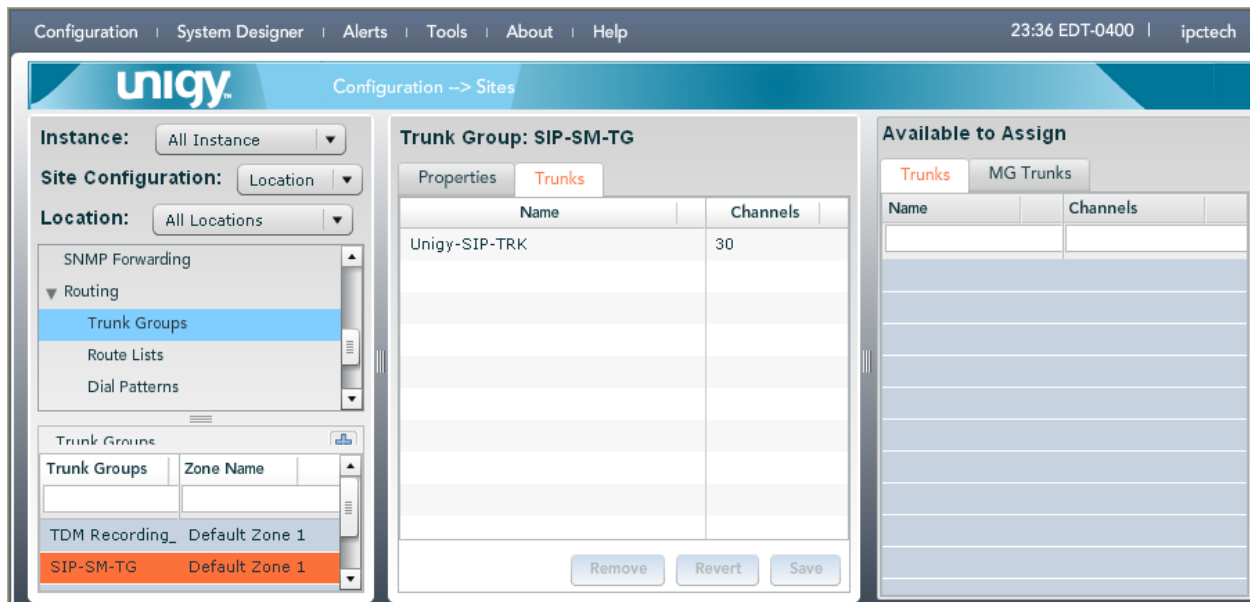 Configuration | System Designer | Alerts | Tools | About | Help 23:36 EDT-0400 | ipctech
unigy™ Configuration --> Sites
Instance: All Instance
Site Configuration: Location
Location: All Locations
SNMP Forwarding
Routing
Trunk Groups
Route Lists
Dial Patterns
Trunk Groups
Trunk Groups Zone Name
TDM Recording_ Default Zone 1
SIP-SM-TG Default Zone 1
Trunk Group: SIP-SM-TG
Properties Trunks
Name Channels
Unigy-SIP-TRK 30
Remove Revert Save
Available to Assign
Trunks MG Trunks
Name Channels